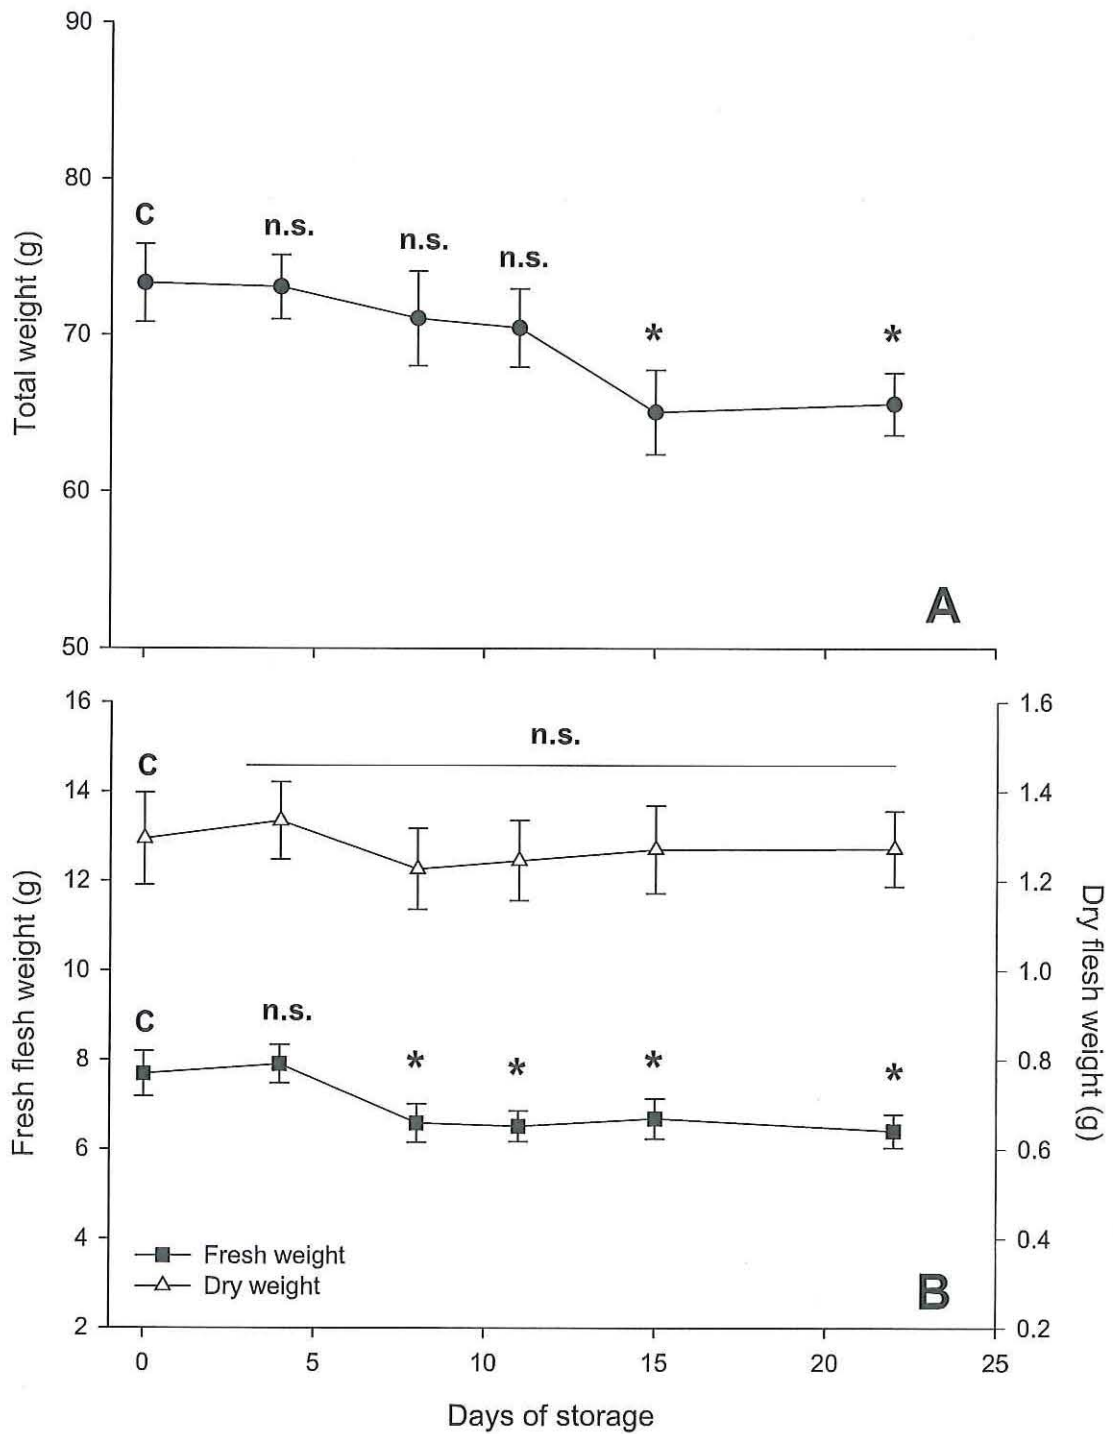 90
80
70
60
50
Total weight (g)
C
n.s.
n.s.
n.s.
*
*
A
16
14
12
10
8
6
4
2
Fresh flesh weight (g)
1.6
1.4
1.2
1.0
0.8
0.6
0.4
0.2
Dry flesh weight (g)
C
n.s.
C
n.s.
*
*
*
*
Fresh weight
Dry weight
B
0 5 10 15 20 25
Days of storage